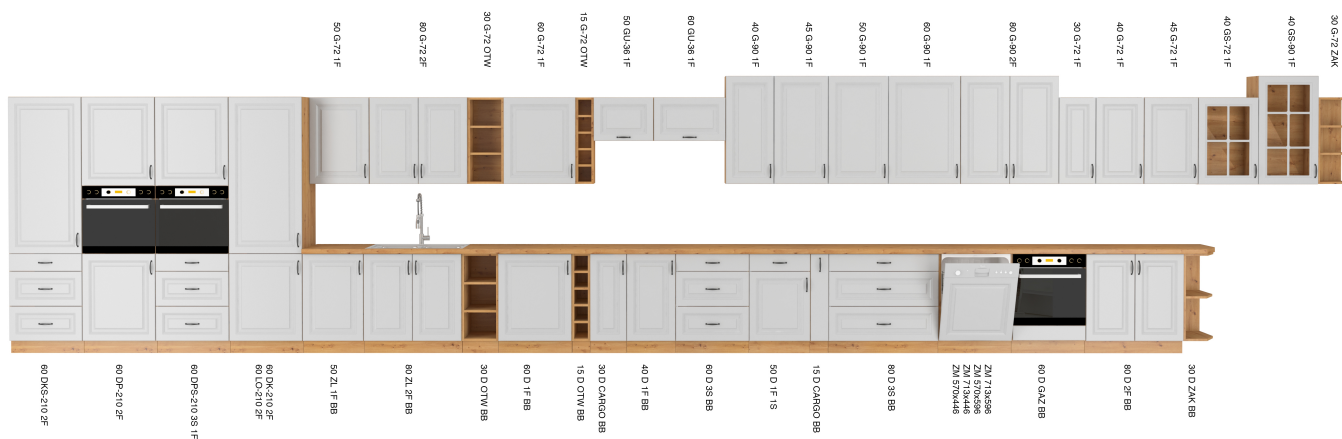 50 G-72 1F
80 G-72 2F
30 G-72 OTW
60 G-72 1F
15 G-72 OTW
50 GU-36 1F
60 GU-36 1F
40 G-90 1F
45 G-90 1F
50 G-90 1F
60 G-90 1F
80 G-90 2F
30 G-72 1F
40 G-72 1F
45 G-72 1F
40 GS-72 1F
40 GS-90 1F
30 G-72 ZAK
60 DKS-210 2F
60 DP-210 2F
60 DPS-210 3S 1F
60 DK-210 2F
60 LO-210 2F
50 ZL 1F BB
80 ZL 2F BB
30 D OTW BB
60 D 1F BB
15 D OTW BB
30 D CARGO BB
40 D 1F BB
60 D 3S BB
50 D 1F 1S
15 D CARGO BB
80 D 3S BB
ZM 713x596
ZM 570x596
ZM 713x446
ZM 570x446
60 D GAZ BB
80 D 2F BB
30 D ZAK BB